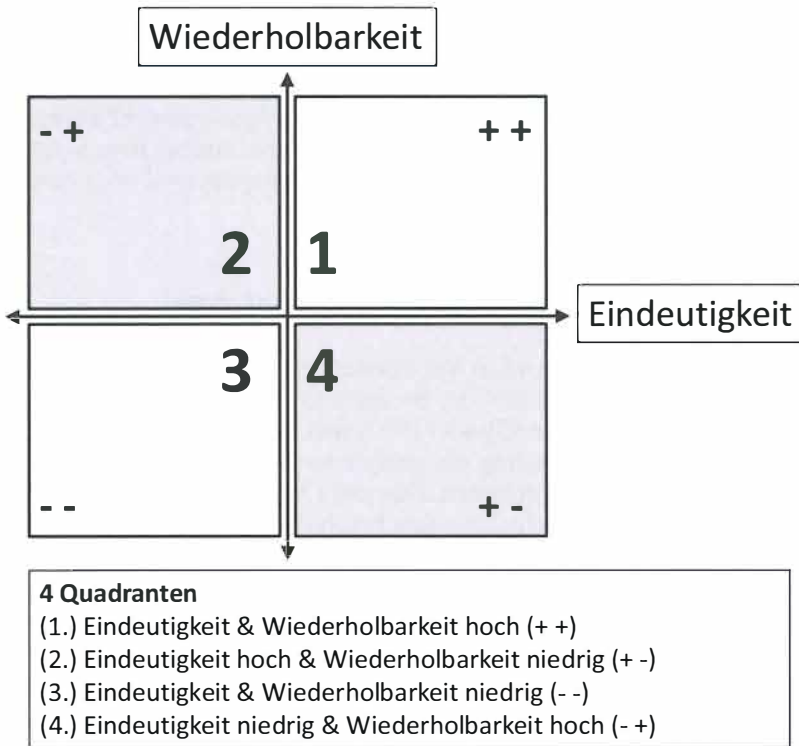 Wiederholbarkeit
- +
+ +
2
1
Eindeutigkeit
3
4
- -
+ -
4 Quadranten
(1.) Eindeutigkeit & Wiederholbarkeit hoch (+ +)
(2.) Eindeutigkeit hoch & Wiederholbarkeit niedrig (+ -)
(3.) Eindeutigkeit & Wiederholbarkeit niedrig (- -)
(4.) Eindeutigkeit niedrig & Wiederholbarkeit hoch (- +)